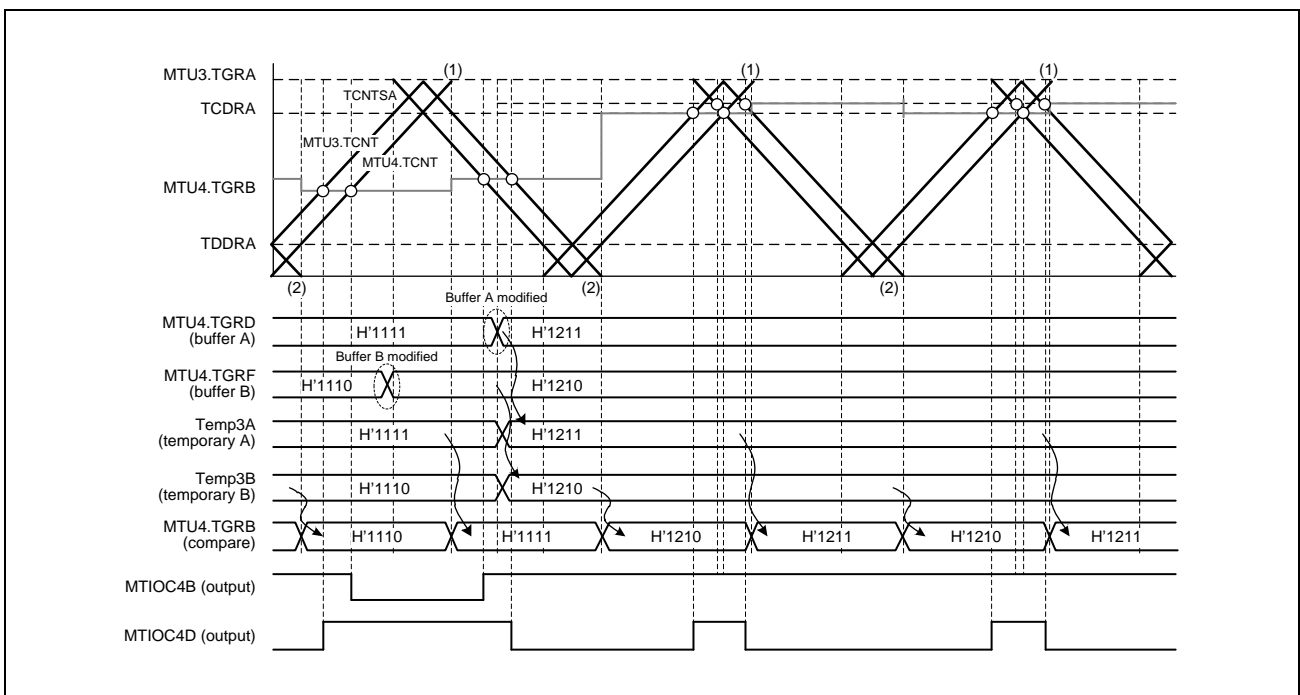 MTU3.TGRA
(1)
(1)
(1)
TCNTSA
TCDRA
MTU3.TCNT
MTU4.TCNT
MTU4.TGRB
TDDRA
(2)
(2)
(2)
Buffer A modified
MTU4.TGRD
(buffer A)
H'1111
H'1211
Buffer B modified
MTU4.TGRF
(buffer B)
H'1110
H'1210
Temp3A
(temporary A)
H'1111
H'1211
Temp3B
(temporary B)
H'1110
H'1210
MTU4.TGRB
(compare)
H'1110
H'1111
H'1210
H'1211
H'1210
H'1211
MTIOC4B (output)
MTIOC4D (output)